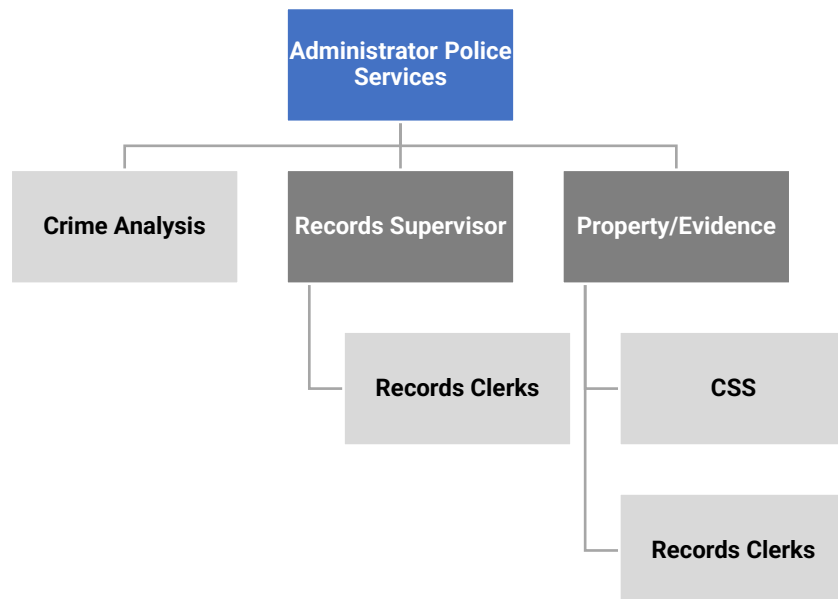 Administrator Police
Services
Crime Analysis
Records Supervisor
Property/Evidence
Records Clerks
CSS
Records Clerks